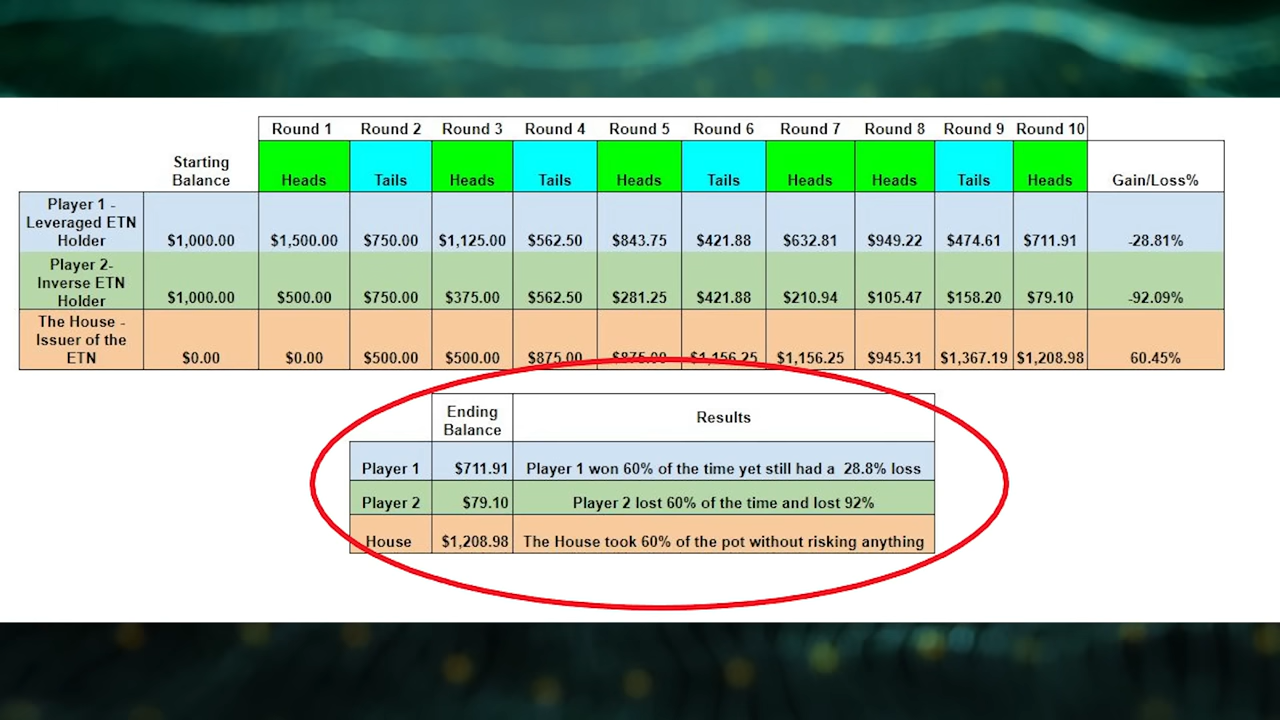 Round 1 Round 2 Round 3 Round 4 Round 5 Round 6 Round 7 Round 8 Round 9 Round 10
Starting
Balance Heads Tails Heads Tails Heads Tails Heads Heads Tails Heads Gain/Loss%
Player 1 -
Leveraged ETN
Holder $1,000.00 $1,500.00 $750.00 $1,125.00 $562.50 $843.75 $421.88 $632.81 $949.22 $474.61 $711.91 -28.81%
Player 2-
Inverse ETN
Holder $1,000.00 $500.00 $750.00 $375.00 $562.50 $281.25 $421.88 $210.94 $105.47 $158.20 $79.10 -92.09%
The House -
Issuer of the
ETN $0.00 $0.00 $500.00 $500.00 $875.00 $875.00 $1,156.25 $1,156.25 $945.31 $1,367.19 $1,208.98 60.45%
Ending
Balance Results
Player 1 $711.91 Player 1 won 60% of the time yet still had a 28.8% loss
Player 2 $79.10 Player 2 lost 60% of the time and lost 92%
House $1,208.98 The House took 60% of the pot without risking anything